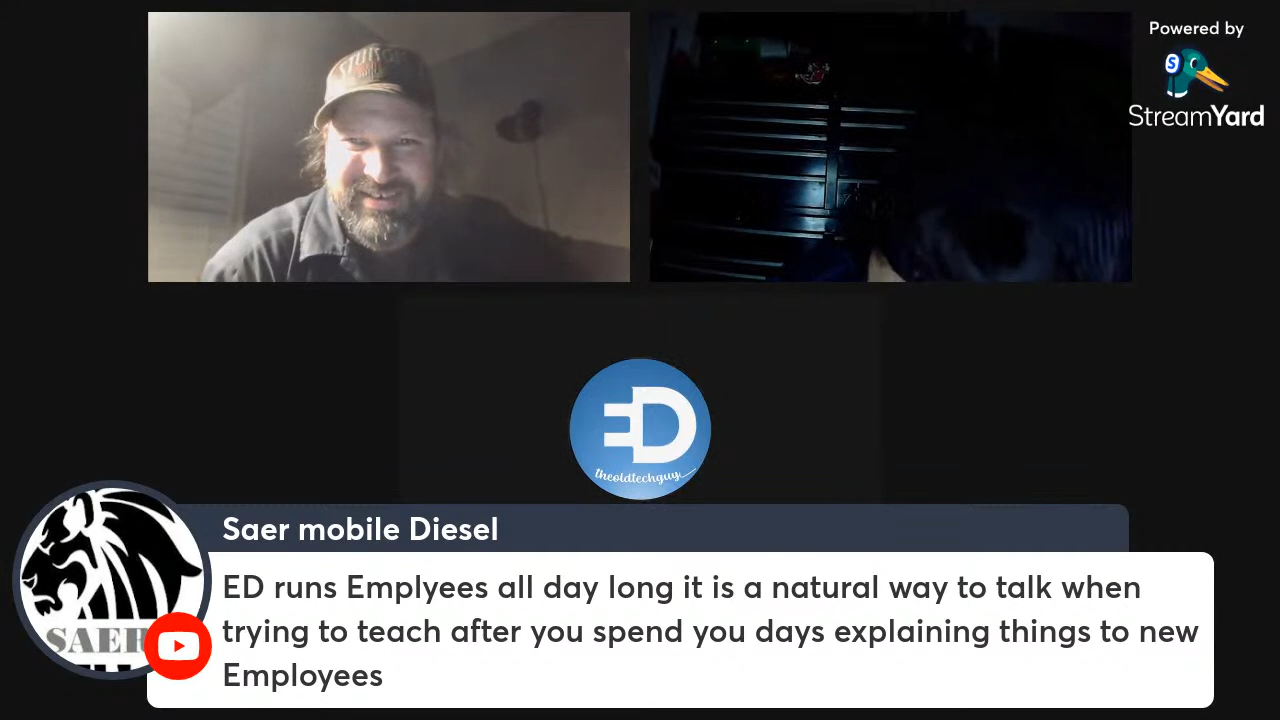 Powered by
StreamYard
ED
theoldtechguy
Saer mobile Diesel
ED runs Emplyees all day long it is a natural way to talk when
trying to teach after you spend you days explaining things to new
Employees
SAER